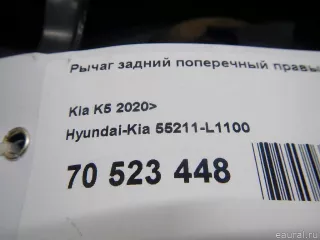 Рычаг задний поперечный правы
Kia K5 2020>
Hyundai-Kia 55211-L1100
70 523 448
eaural.ru